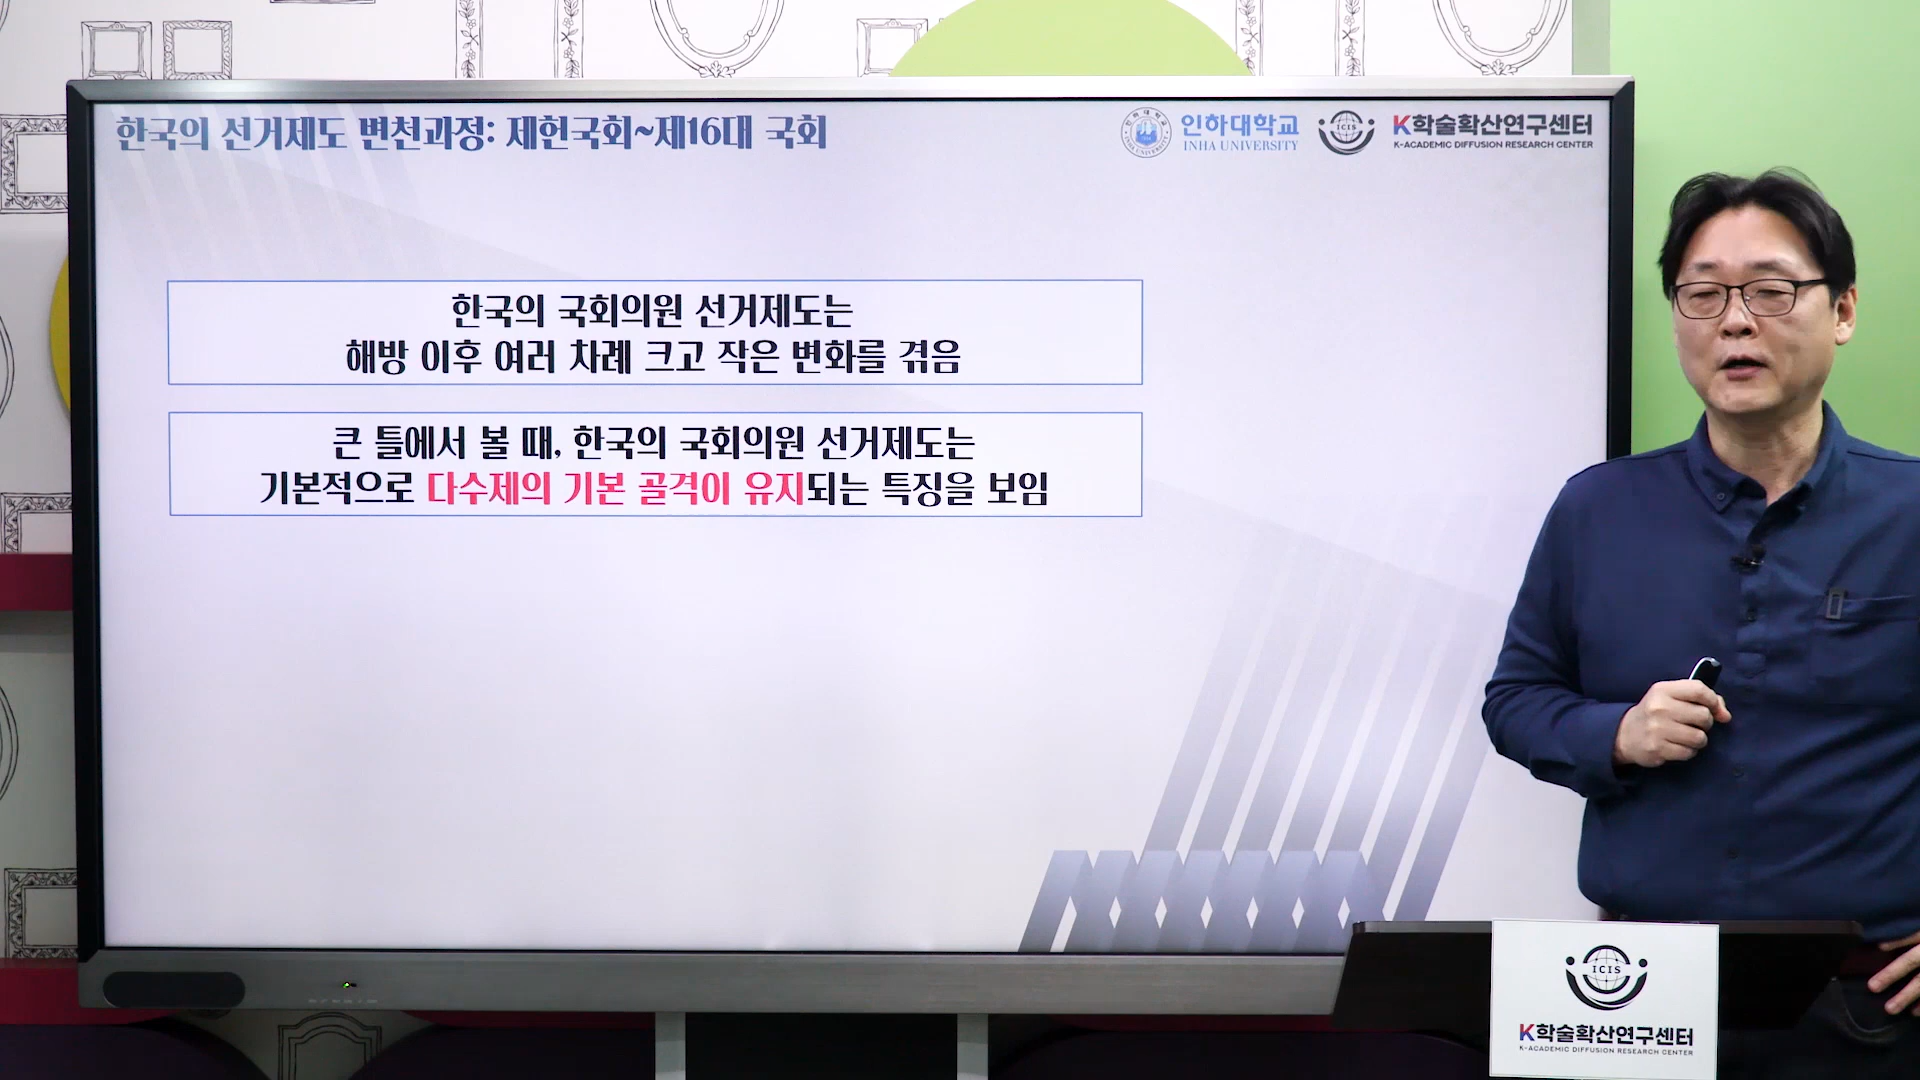 한국의 선거제도 변천과정: 제헌국회~제16대 국회
인하대학교
INHA UNIVERSITY
ICIS
K학술확산연구센터
K-ACADEMIC DIFFUSION RESEARCH CENTER
한국의 국회의원 선거제도는
해방 이후 여러 차례 크고 작은 변화를 겪음
큰 틀에서 볼 때, 한국의 국회의원 선거제도는
기본적으로 다수제의 기본 골격이 유지되는 특징을 보임
ICIS
K학술확산연구센터
K-ACADEMIC DIFFUSION RESEARCH CENTER